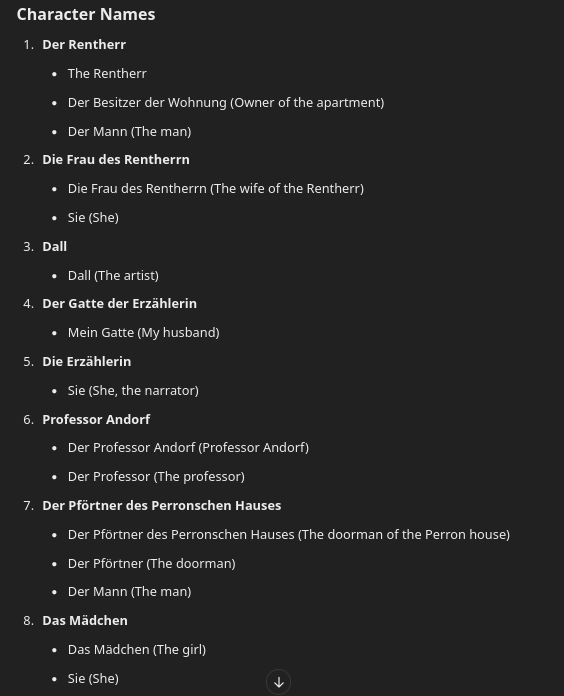 Character Names
1. Der Rentherr
• The Rentherr
• Der Besitzer der Wohnung (Owner of the apartment)
• Der Mann (The man)
2. Die Frau des Rentherrn
• Die Frau des Rentherrn (The wife of the Rentherr)
• Sie (She)
3. Dall
• Dall (The artist)
4. Der Gatte der Erzählerin
• Mein Gatte (My husband)
5. Die Erzählerin
• Sie (She, the narrator)
6. Professor Andorf
• Der Professor Andorf (Professor Andorf)
• Der Professor (The professor)
7. Der Pförtner des Perronschen Hauses
• Der Pförtner des Perronschen Hauses (The doorman of the Perron house)
• Der Pförtner (The doorman)
• Der Mann (The man)
8. Das Mädchen
• Das Mädchen (The girl)
• Sie (She)